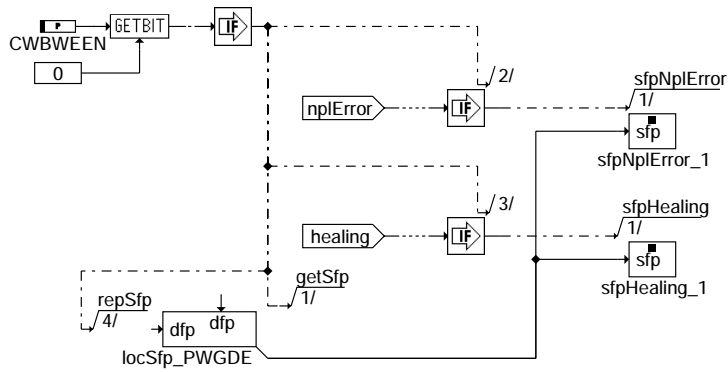 P
GETBIT
IF
CWBWEEN
0
2/
sfpNplError
nplError
IF
1/
sfp
sfpNplError_1
3/
sfpHealing
healing
IF
1/
sfp
sfpHealing_1
getSfp
1/
repSfp
4/
dfp
dfp
locSfp_PWGDE